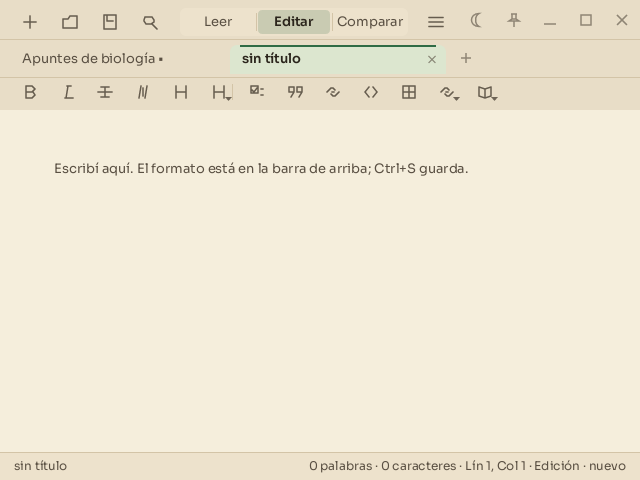 Leer Editar Comparar
Apuntes de biología • sin título × +
B I H H
Escribí aquí. El formato está en la barra de arriba; Ctrl+S guarda.
sin título 0 palabras · 0 caracteres · Lín 1, Col 1 · Edición · nuevo